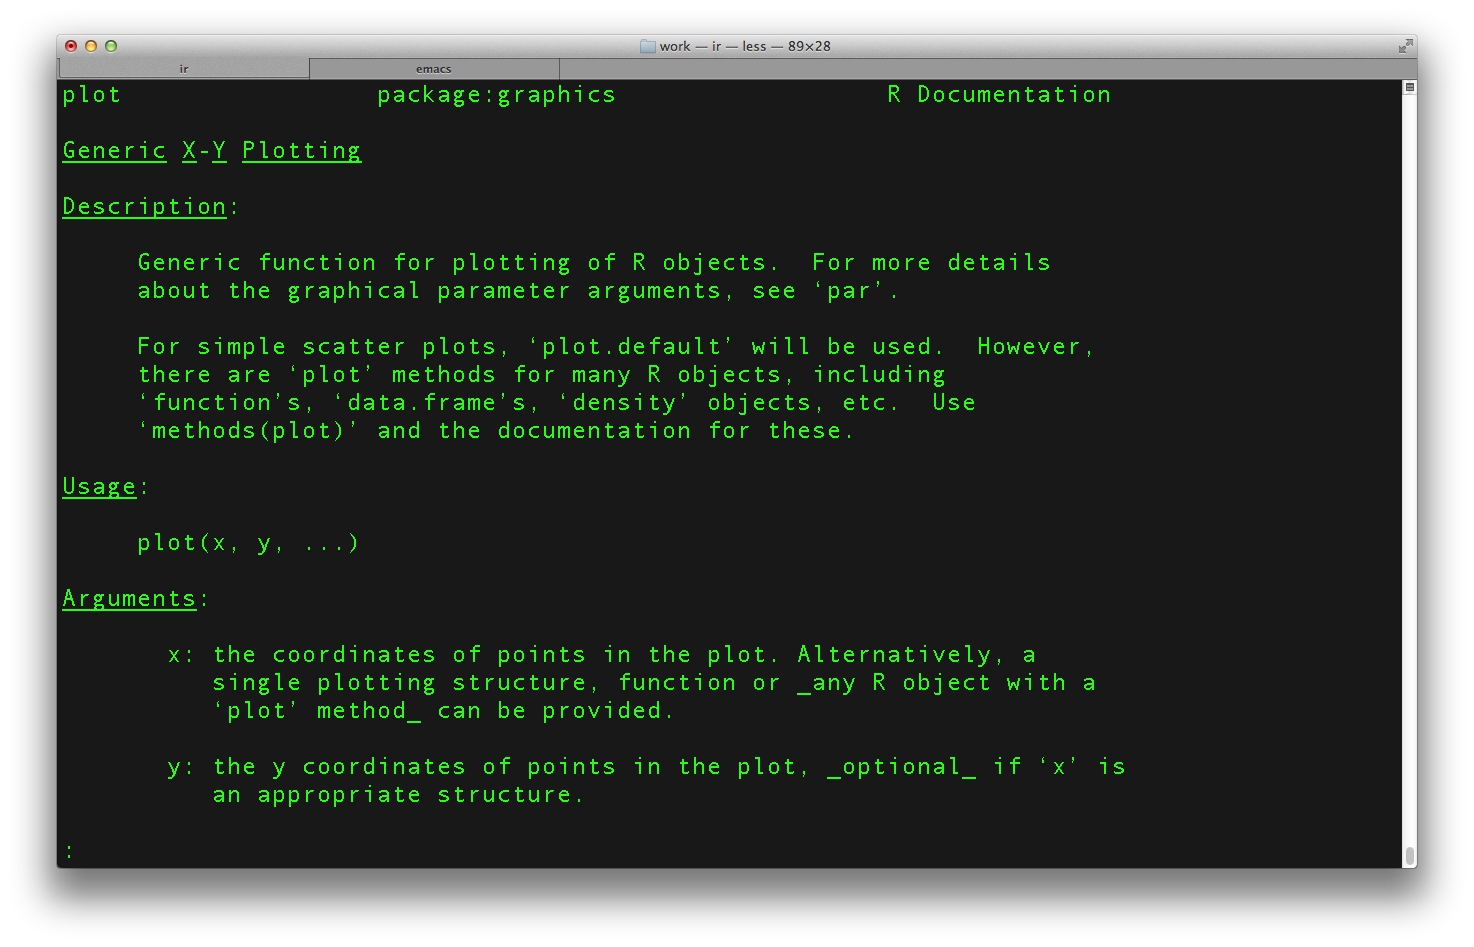 work — ir — less — 89×28
ir emacs
plot package:graphics R Documentation
Generic X-Y Plotting
Description:
Generic function for plotting of R objects.  For more details
about the graphical parameter arguments, see ‘par’.
For simple scatter plots, ‘plot.default’ will be used.  However,
there are ‘plot’ methods for many R objects, including
‘function’s, ‘data.frame’s, ‘density’ objects, etc.  Use
‘methods(plot)’ and the documentation for these.
Usage:
plot(x, y, ...)
Arguments:
x: the coordinates of points in the plot. Alternatively, a
single plotting structure, function or _any R object with a
‘plot’ method_ can be provided.
y: the y coordinates of points in the plot, _optional_ if ‘x’ is
an appropriate structure.
: